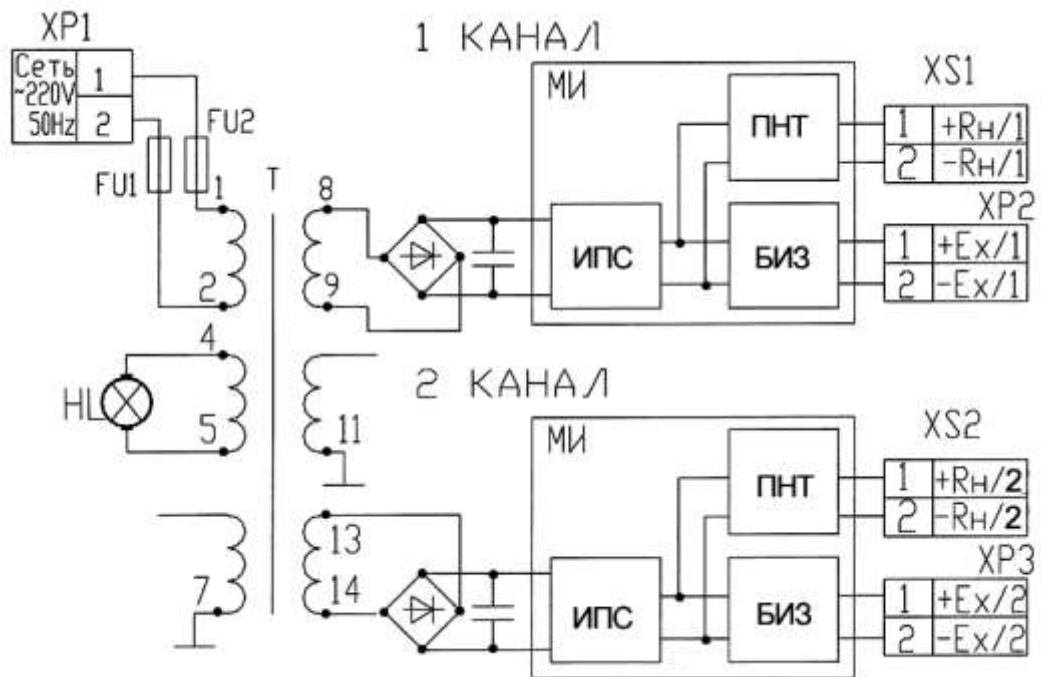 XP1
Сеть
~220V
50Hz
1
2
FU1
FU2
1 КАНАЛ
МИ
ПНТ
ИПС
БИЗ
XS1
1 +Rн/1
2 -Rн/1
XP2
1 +Ex/1
2 -Ex/1
T
1
2
8
9
4
5
HL
11
7
13
14
2 КАНАЛ
МИ
ПНТ
ИПС
БИЗ
XS2
1 +Rн/2
2 -Rн/2
XP3
1 +Ex/2
2 -Ex/2